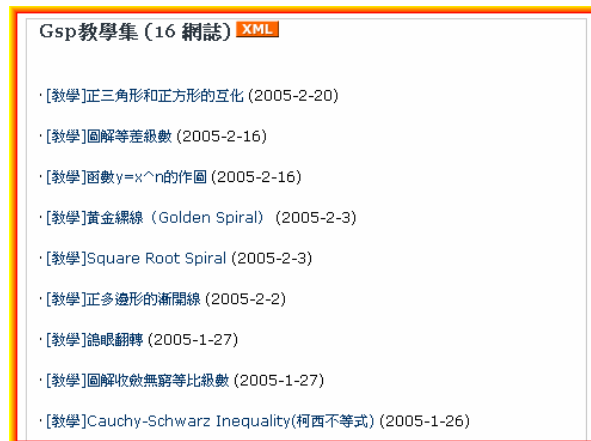 Gsp教學集 (16 網誌) XML
·[教學]正三角形和正方形的互化 (2005-2-20)
·[教學]圖解等差級數 (2005-2-16)
·[教學]函數y=x^n的作圖 (2005-2-16)
·[教學]黃金縲線（Golden Spiral） (2005-2-3)
·[教學]Square Root Spiral (2005-2-3)
·[教學]正多邊形的漸開線 (2005-2-2)
·[教學]鴿眼翻轉 (2005-1-27)
·[教學]圖解收斂無窮等比級數 (2005-1-27)
·[教學]Cauchy-Schwarz Inequality(柯西不等式) (2005-1-26)